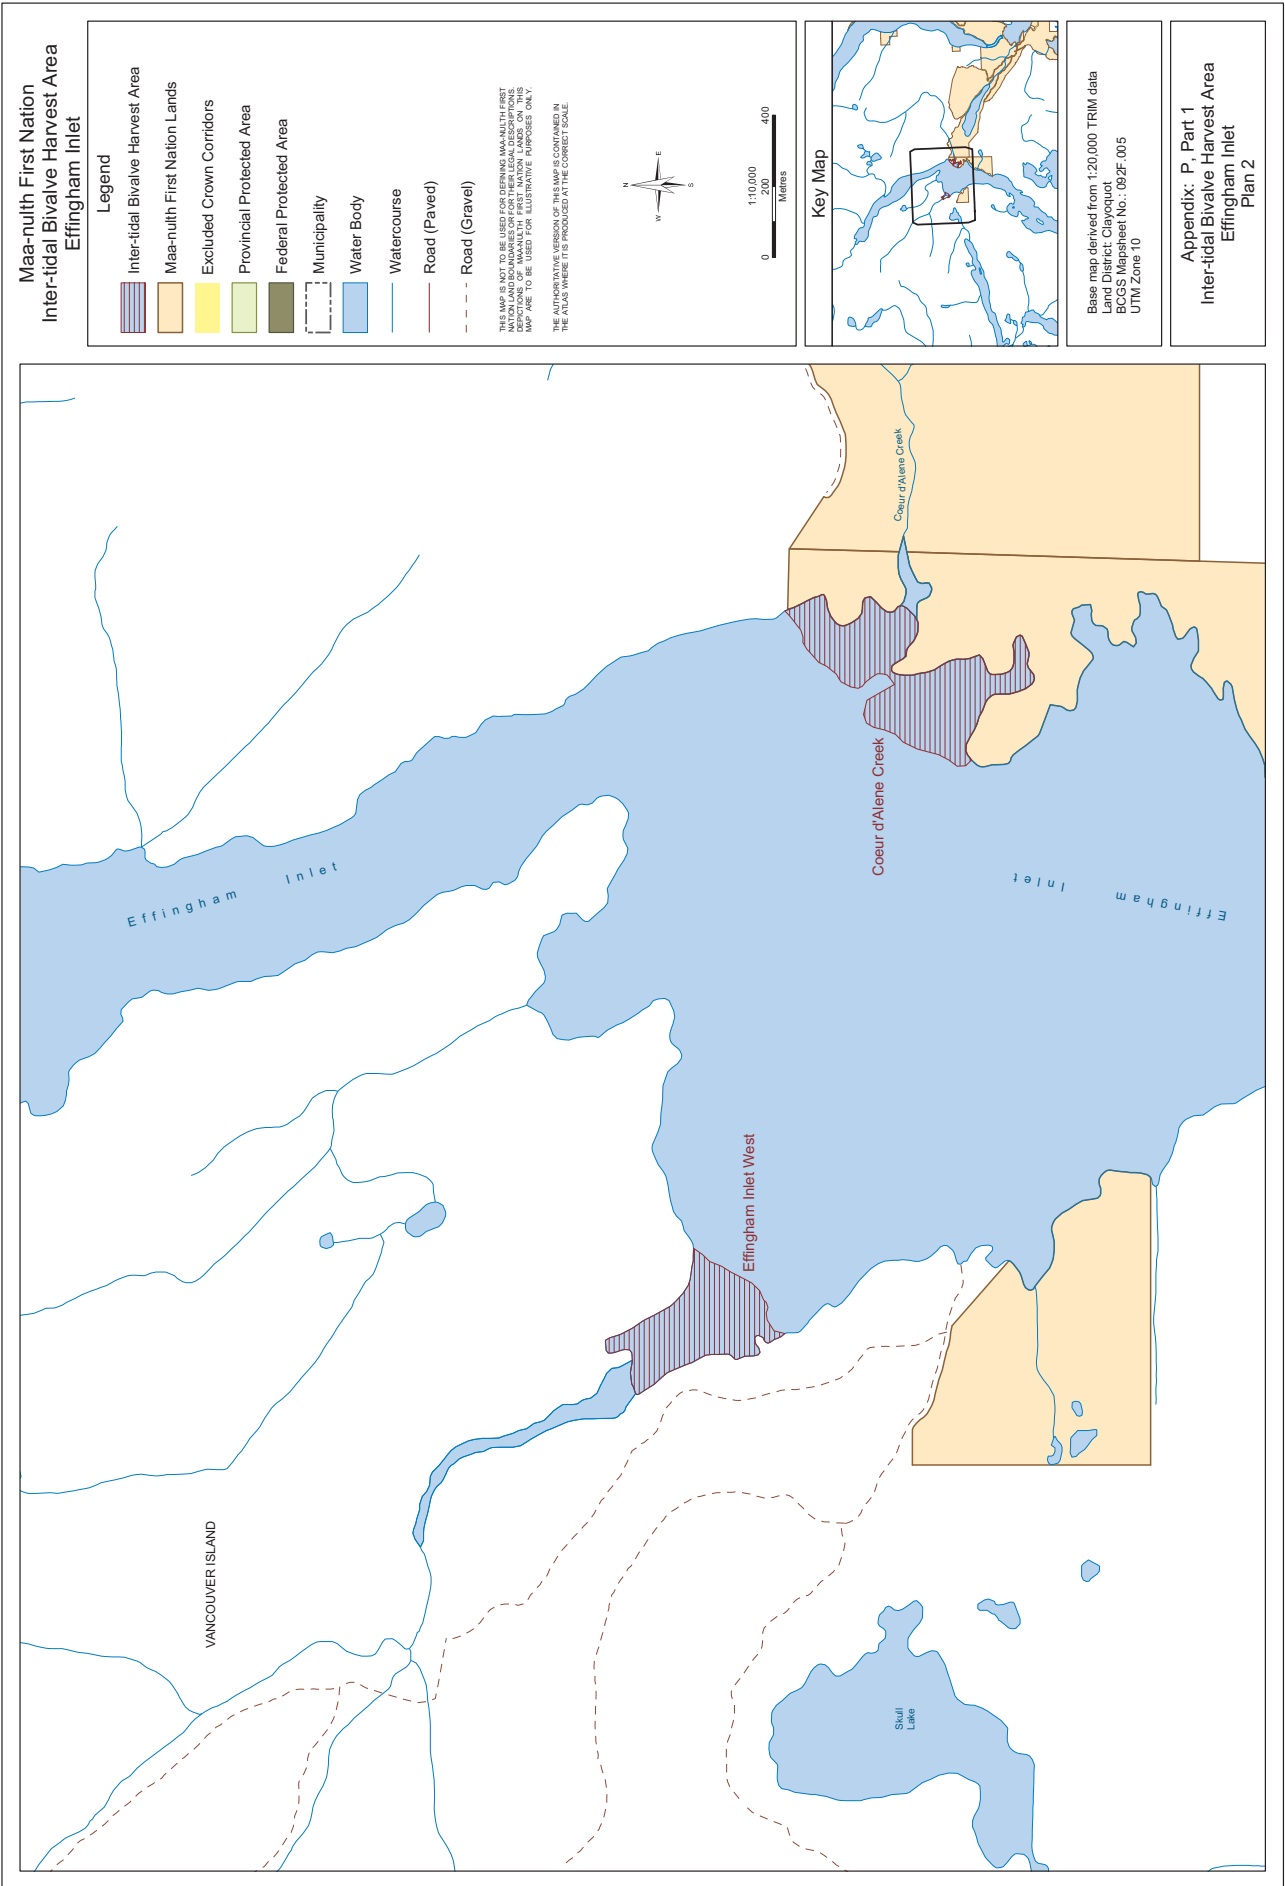 Maa-nulth First Nation
Inter-tidal Bivalve Harvest Area
Effingham Inlet
Legend
Inter-tidal Bivalve Harvest Area
Maa-nulth First Nation Lands
Excluded Crown Corridors
Provincial Protected Area
Federal Protected Area
Municipality
Water Body
Watercourse
Road (Paved)
Road (Gravel)
THIS MAP IS NOT TO BE USED FOR DEFINING MAA-NULTH FIRST
NATION LAND BOUNDARIES OR FOR THEIR LEGAL DESCRIPTIONS.
DEPICTIONS OF MAA-NULTH FIRST NATION LANDS ON THIS
MAP ARE TO BE USED FOR ILLUSTRATIVE PURPOSES ONLY.
THE AUTHORITATIVE VERSION OF THIS MAP IS CONTAINED IN
THE ATLAS WHERE IT IS PRODUCED AT THE CORRECT SCALE.
N
W E
S
1:10,000
0 200 400
Metres
Key Map
Base map derived from 1:20,000 TRIM data
Land District: Clayoquot
BCGS Mapsheet No.: 092F.005
UTM Zone 10
Appendix: P, Part 1
Inter-tidal Bivalve Harvest Area
Effingham Inlet
Plan 2
VANCOUVER ISLAND
Effingham Inlet
Effingham Inlet West
Coeur d'Alene Creek
Coeur d'Alene Creek
Effingham Inlet
Skull
Lake